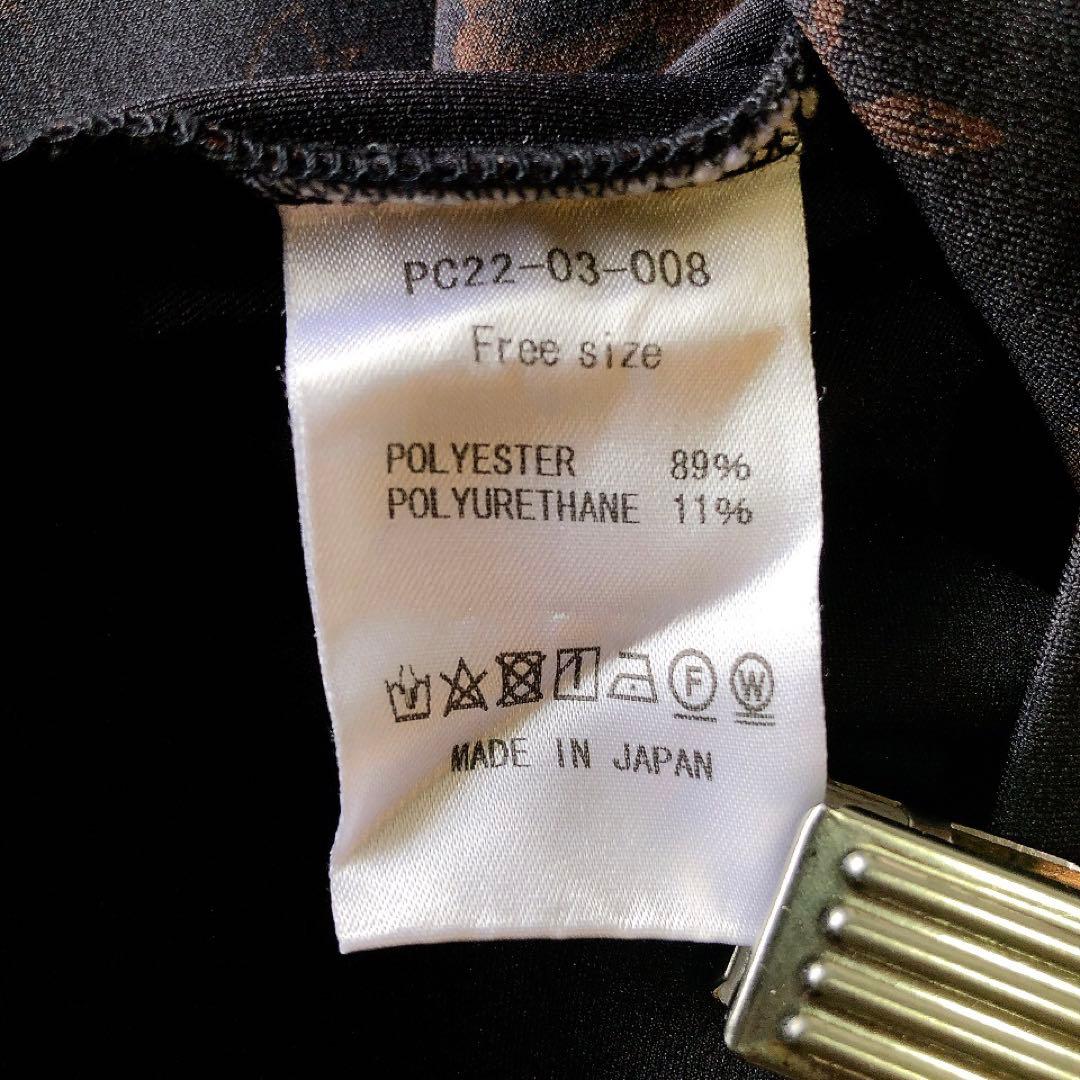 PC22-03-008
Free size
POLYESTER 89%
POLYURETHANE 11%
F W
MADE IN JAPAN